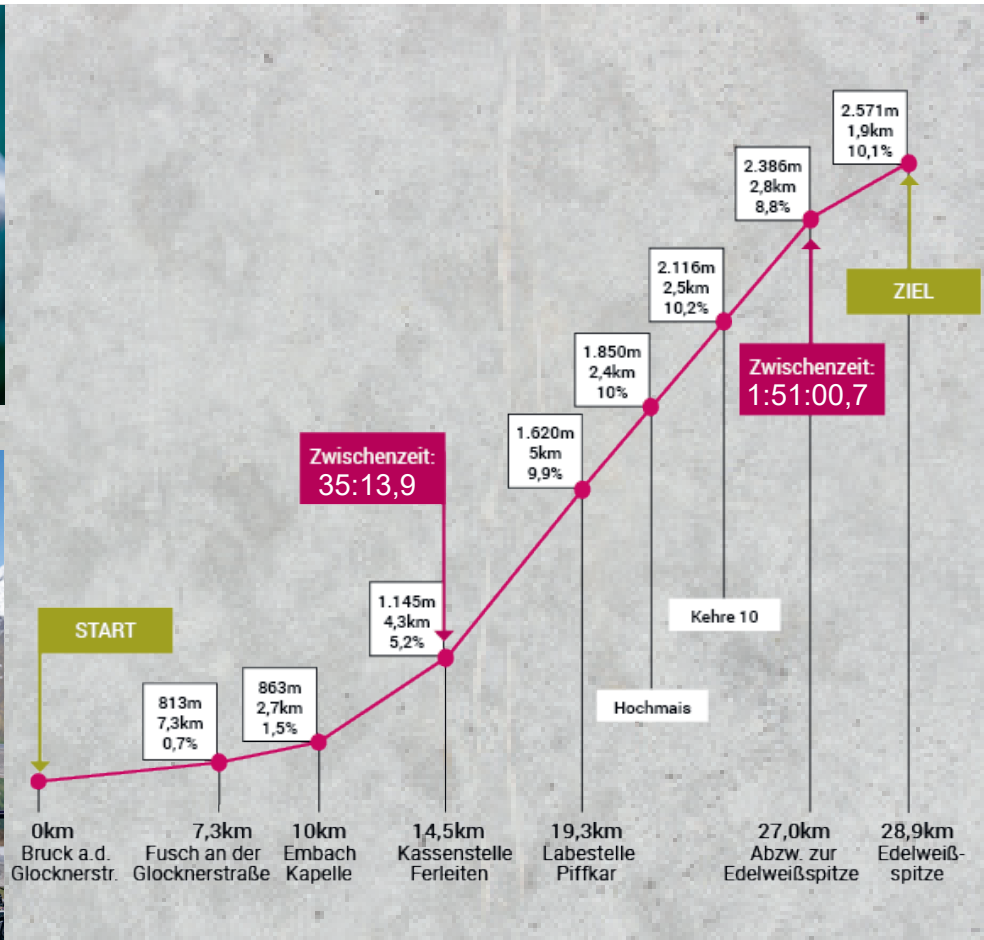 2.571m
1,9km
10,1%
2.386m
2,8km
8,8%
2.116m
2,5km
10,2%
ZIEL
1.850m
2,4km
10%
Zwischenzeit:
1:51:00,7
1.620m
5km
9,9%
Zwischenzeit:
35:13,9
1.145m
4,3km
5,2%
START
Kehre 10
863m
2,7km
1,5%
813m
7,3km
0,7%
Hochmais
0km
Bruck a.d.
Glocknerstr.
7,3km
Fusch an der
Glocknerstraße
10km
Embach
Kapelle
14,5km
Kassenstelle
Ferleiten
19,3km
Labestelle
Piffkar
27,0km
Abzw. zur
Edelweißspitze
28,9km
Edelweiß-
spitze